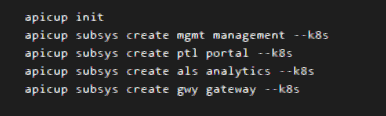 apicup init
apicup subsys create mgmt management --k8s
apicup subsys create ptl portal --k8s
apicup subsys create als analytics --k8s
apicup subsys create gwy gateway --k8s